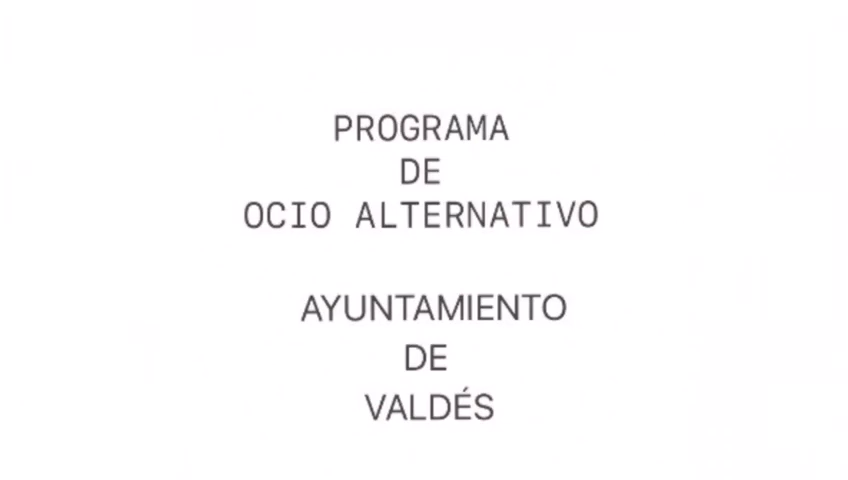 PROGRAMA
DE
OCIO ALTERNATIVO
AYUNTAMIENTO
DE
VALDÉS